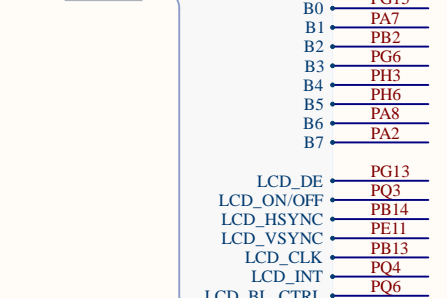 B0
B1 PA7
B2 PB2
B3 PG6
B4 PH3
B5 PH6
B6 PA8
B7 PA2
LCD_DE PG13
LCD_ON/OFF PQ3
LCD_HSYNC PB14
LCD_VSYNC PE11
LCD_CLK PB13
LCD_INT PQ4
LCD_BL_CTRL PQ6